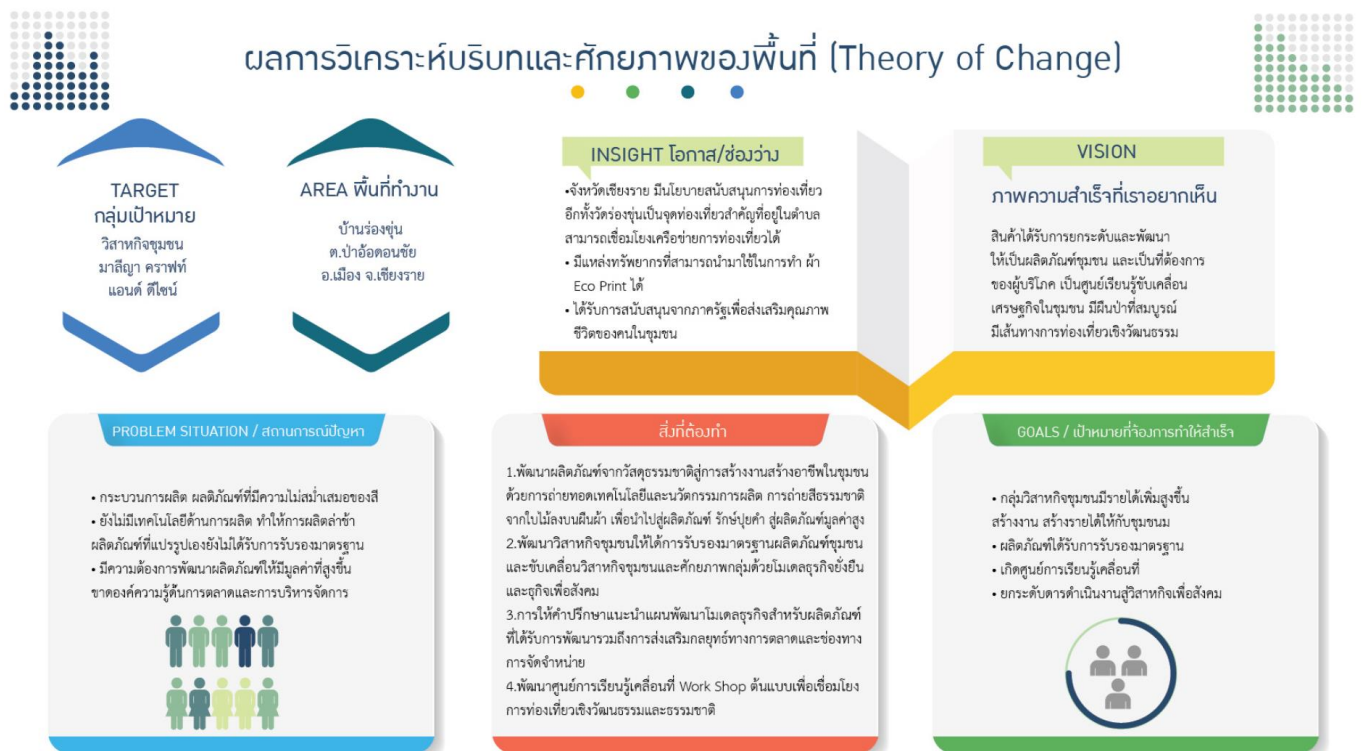 ผลการวิเคราะห์บริบทและศักยภาพของพื้นที่ (Theory of Change)
TARGET
กลุ่มเป้าหมาย
วิสาหกิจชุมชน
มาลีญา คราฟท์
แอนด์ ดีไซน์
AREA พื้นที่ทำงาน
บ้านร่องขุ่น
ต.ป่าอ้อดอนชัย
อ.เมือง จ.เชียงราย
INSIGHT โอกาส/ช่องว่าง
•จังหวัดเชียงราย มีนโยบายสนับสนุนการท่องเที่ยว
อีกทั้งวัดร่องขุ่นเป็นจุดท่องเที่ยวสำคัญที่อยู่ในตำบล
สามารถเชื่อมโยงเครือข่ายการท่องเที่ยวได้
• มีแหล่งทรัพยากรที่สามารถนำมาใช้ในการทำ ผ้า
Eco Print ได้
• ได้รับการสนับสนุนจากภาครัฐเพื่อส่งเสริมคุณภาพ
ชีวิตของคนในชุมชน
VISION
ภาพความสำเร็จที่เราอยากเห็น
สินค้าได้รับการยกระดับและพัฒนา
ให้เป็นผลิตภัณฑ์ชุมชน และเป็นที่ต้องการ
ของผู้บริโภค เป็นศูนย์เรียนรู้ขับเคลื่อน
เศรษฐกิจในชุมชน มีผืนป่าที่สมบูรณ์
มีเส้นทางการท่องเที่ยวเชิงวัฒนธรรม
PROBLEM SITUATION / สถานการณ์ปัญหา
• กระบวนการผลิต ผลติภัณฑ์ที่มีความไม่สม่ำเสมอของสี
• ยังไม่มีเทคโนโลยีด้านการผลิต ทำให้การผลิตล่าช้า
ผลิตภัณฑ์ที่แปรรูปเองยังไม่ได้รับการรับรองมาตรฐาน
• มีความต้องการพัฒนาผลิตภัณฑ์ให้มีมูลค่าที่สูงขึ้น
ขาดองค์ความรู้ด้นการตลาดและการบริหารจัดการ
สิ่งที่ต้องทำ
1.พัฒนาผลิตภัณฑ์จากวัสดุธรรมชาติสู่การสร้างงานสร้างอาชีพในชุมชน
ด้วยการถ่ายทอดเทคโนโลยีและนวัตกรรมการผลิต การถ่ายสีธรรมชาติ
จากใบไม้ลงบนผืนผ้า เพื่อนำไปสู่ผลิตภัณฑ์ รักษ์ปุยคำ สู่ผลิตภัณฑ์มูลค่าสูง
2.พัฒนาวิสาหกิจชุมชนให้ได้การรับรองมาตรฐานผลิตภัณฑ์ชุมชน
และขับเคลื่อนวิสาหกิจชุมชนและศักยภาพกลุ่มด้วยโมเดลธุรกิจยั่งยืน
และธุกิจเพื่อสังคม
3.การให้คำปรึกษาแนะนำแผนพัฒนาโมเดลธุรกิจสำหรับผลิตภัณฑ์
ที่ได้รับการพัฒนารวมถึงการส่งเสริมกลยุทธ์ทางการตลาดและช่องทาง
การจัดจำหน่าย
4.พัฒนาศูนย์การเรียนรู้เคลื่อนที่ Work Shop ต้นแบบเพื่อเชื่อมโยง
การท่องเที่ยวเชิงวัฒนธรรมและธรรมชาติ
GOALS / เป้าหมายที่จ้องการทำให้สำเร็จ
• กลุ่มวิสาหกิจชุมชนมีรายได้เพิ่มสูงขึ้น
สร้างงาน สร้างรายได้ให้กับชุมชนม
• ผลิตภัณฑ์ได้รับการรับรองมาตรฐาน
• เกิดศูนย์การเรียนรู้เคลื่อนที่
• ยกระดับดารดำเนินงานสู่วิสาหกิจเพื่อสังคม